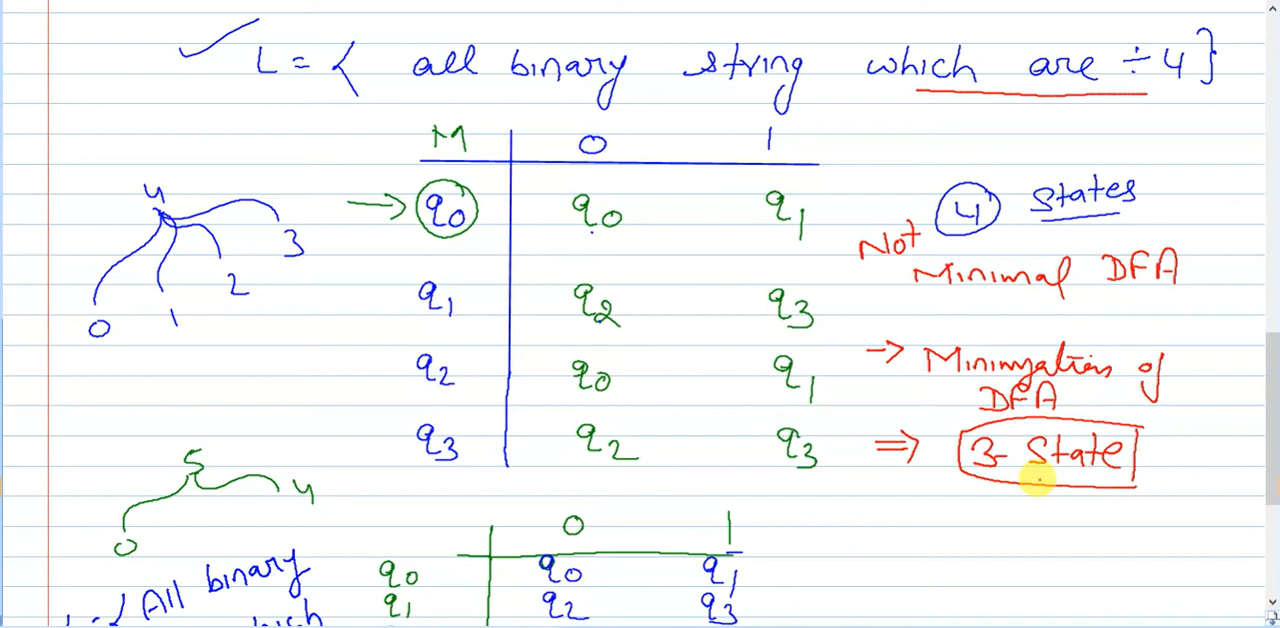 ✓ L = { all binary string which are ÷ 4 }
M 0 1
→ q0 q0 q1
q1 q2 q3
q2 q0 q1
q3 q2 q3
4
0 1 2 3
4 States
Not
Minimal DFA
→ Minimzation of
DFA
⇒ 3- State
5
0 4
0 1
q0 q0 q1
q1 q2 q3
{ All binary